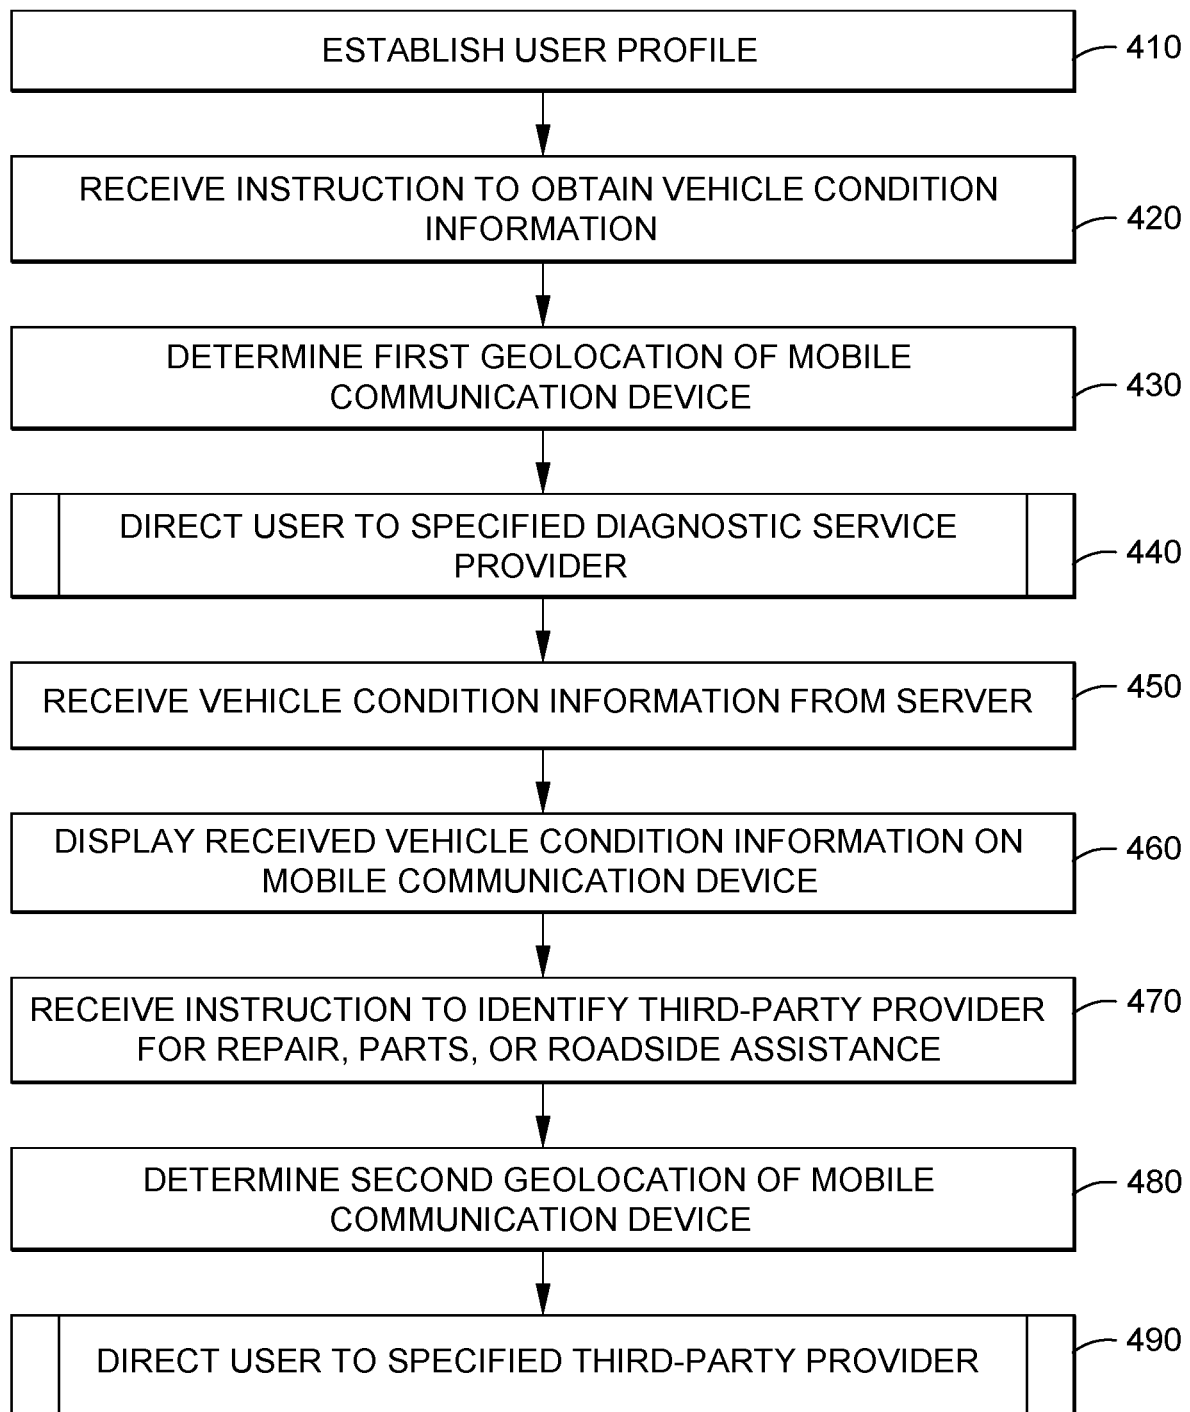 ESTABLISH USER PROFILE
410
RECEIVE INSTRUCTION TO OBTAIN VEHICLE CONDITION
INFORMATION
420
DETERMINE FIRST GEOLOCATION OF MOBILE
COMMUNICATION DEVICE
430
DIRECT USER TO SPECIFIED DIAGNOSTIC SERVICE
PROVIDER
440
RECEIVE VEHICLE CONDITION INFORMATION FROM SERVER
450
DISPLAY RECEIVED VEHICLE CONDITION INFORMATION ON
MOBILE COMMUNICATION DEVICE
460
RECEIVE INSTRUCTION TO IDENTIFY THIRD-PARTY PROVIDER
FOR REPAIR, PARTS, OR ROADSIDE ASSISTANCE
470
DETERMINE SECOND GEOLOCATION OF MOBILE
COMMUNICATION DEVICE
480
DIRECT USER TO SPECIFIED THIRD-PARTY PROVIDER
490